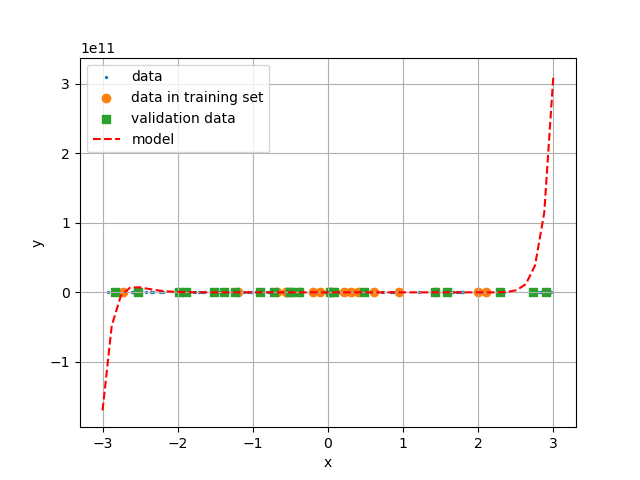 1e11
data
data in training set
validation data
model
3
2
1
0
−1
y
−3
−2
−1
0
1
2
3
x